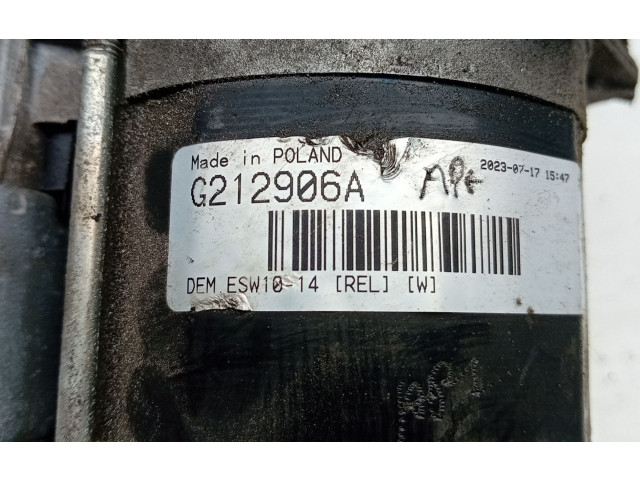 Made in POLAND
2023-07-17 15:47
G212906A
DEM ESW10-14 [REL] [W]